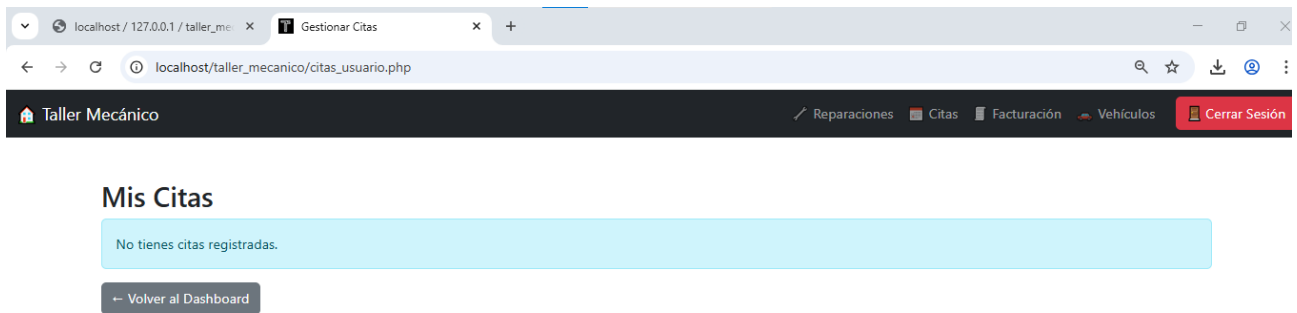 localhost / 127.0.0.1 / taller_me
Gestionar Citas
localhost/taller_mecanico/citas_usuario.php
Taller Mecánico
Reparaciones
Citas
Facturación
Vehículos
Cerrar Sesión
Mis Citas
No tienes citas registradas.
← Volver al Dashboard